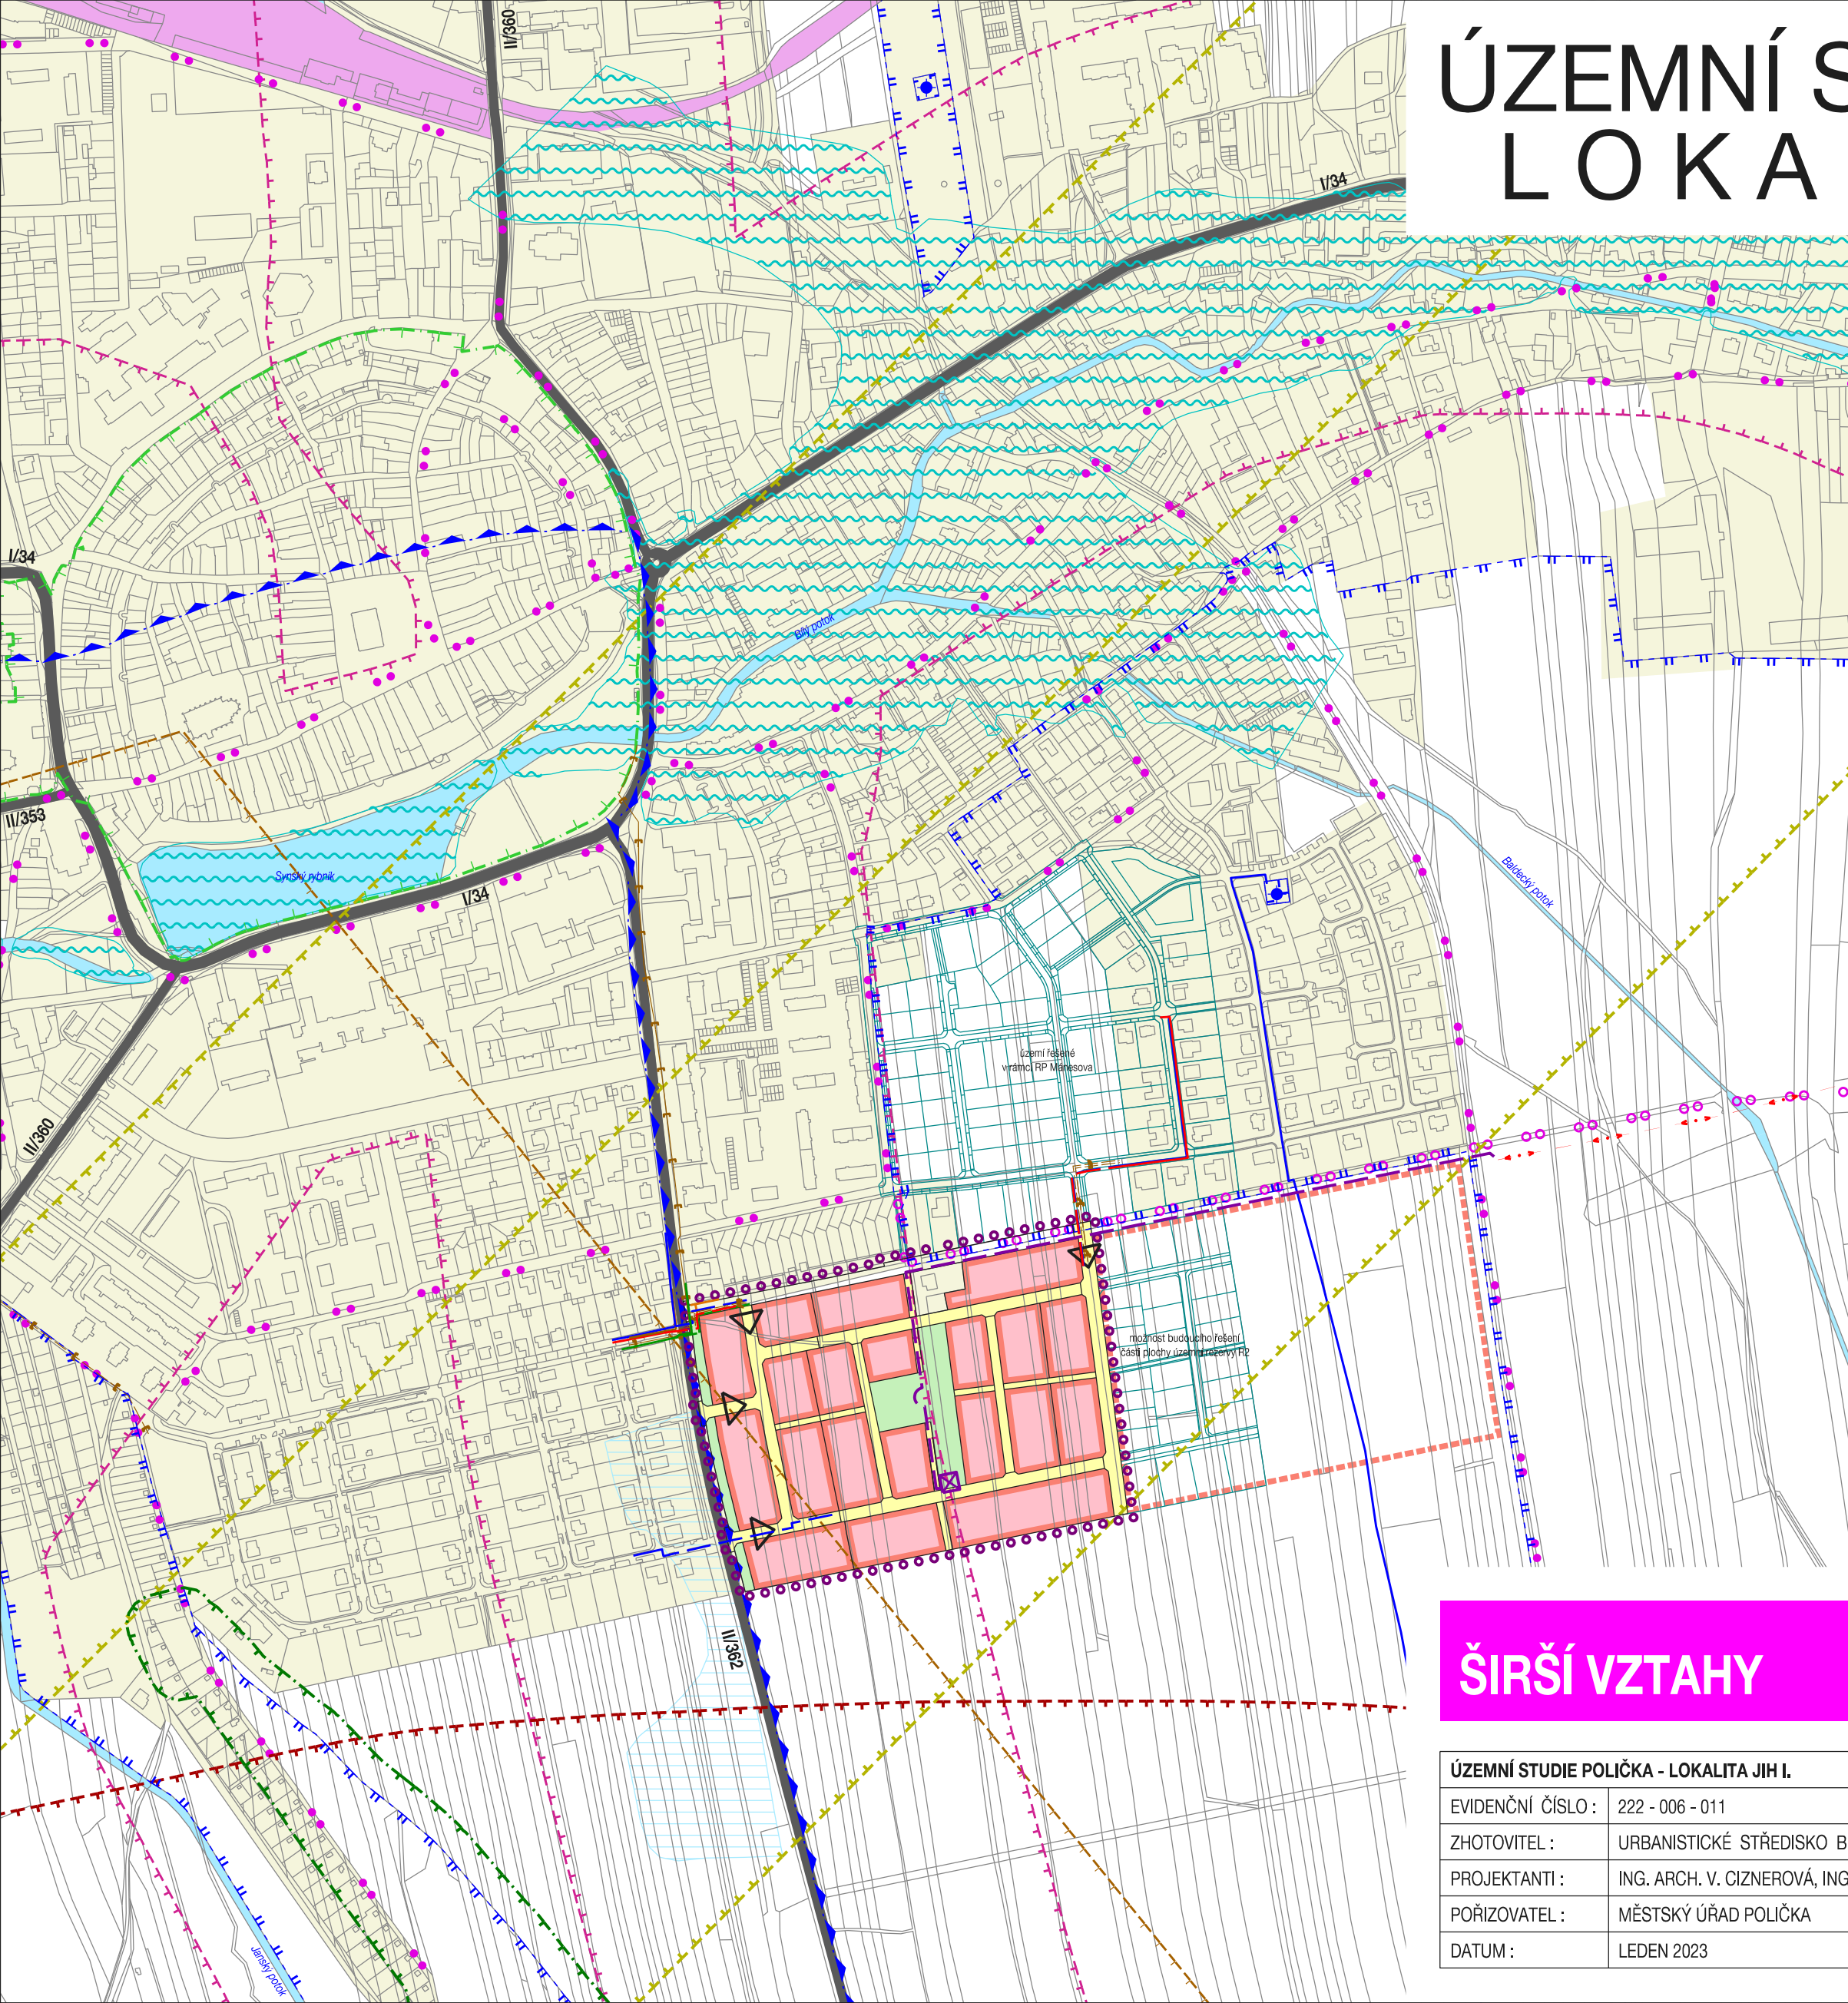 II/360
ÚZEMNÍ S
LOKA
I/34
I/34
Bílý potok
II/353
Synský rybník
I/34
Baldecký potok
území řešené
v rámci RP Mánesova
II/360
možnost budoucího řešení
části plochy územní rezervy R2
II/362
Janský potok
ŠIRŠÍ VZTAHY
ÚZEMNÍ STUDIE POLIČKA - LOKALITA JIH I.
EVIDENČNÍ ČÍSLO : 222 - 006 - 011
ZHOTOVITEL : URBANISTICKÉ STŘEDISKO B
PROJEKTANTI : ING. ARCH. V. CIZNEROVÁ, ING
POŘIZOVATEL : MĚSTSKÝ ÚŘAD POLIČKA
DATUM : LEDEN 2023